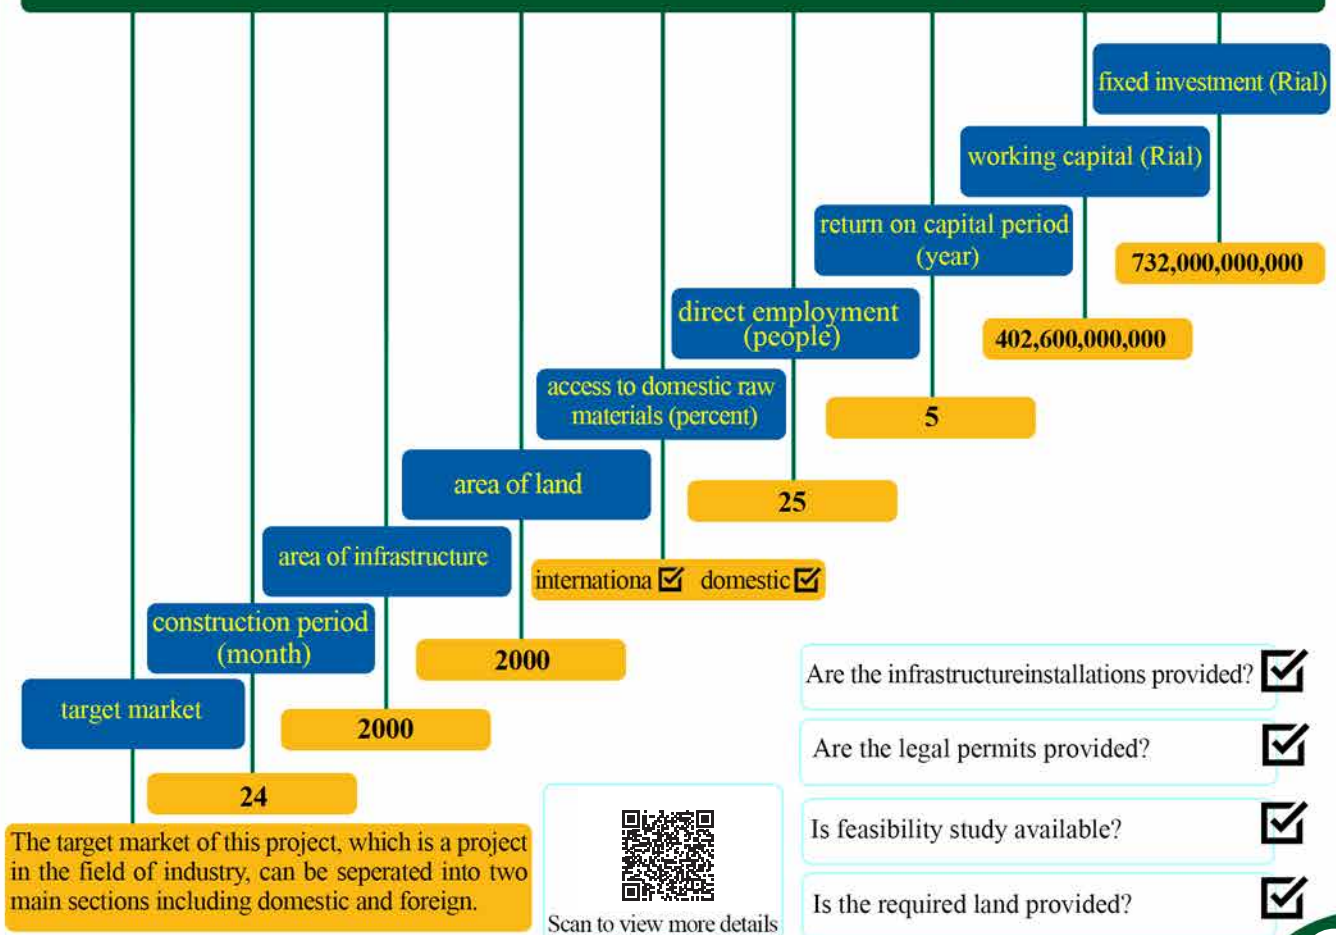 fixed investment (Rial)
732,000,000,000
working capital (Rial)
402,600,000,000
return on capital period
(year)
5
direct employment
(people)
25
access to domestic raw
materials (percent)
internationa domestic
area of land
2000
area of infrastructure
2000
construction period
(month)
24
target market
The target market of this project, which is a project
in the field of industry, can be seperated into two
main sections including domestic and foreign.
Scan to view more details
Are the infrastructureinstallations provided?
Are the legal permits provided?
Is feasibility study available?
Is the required land provided?